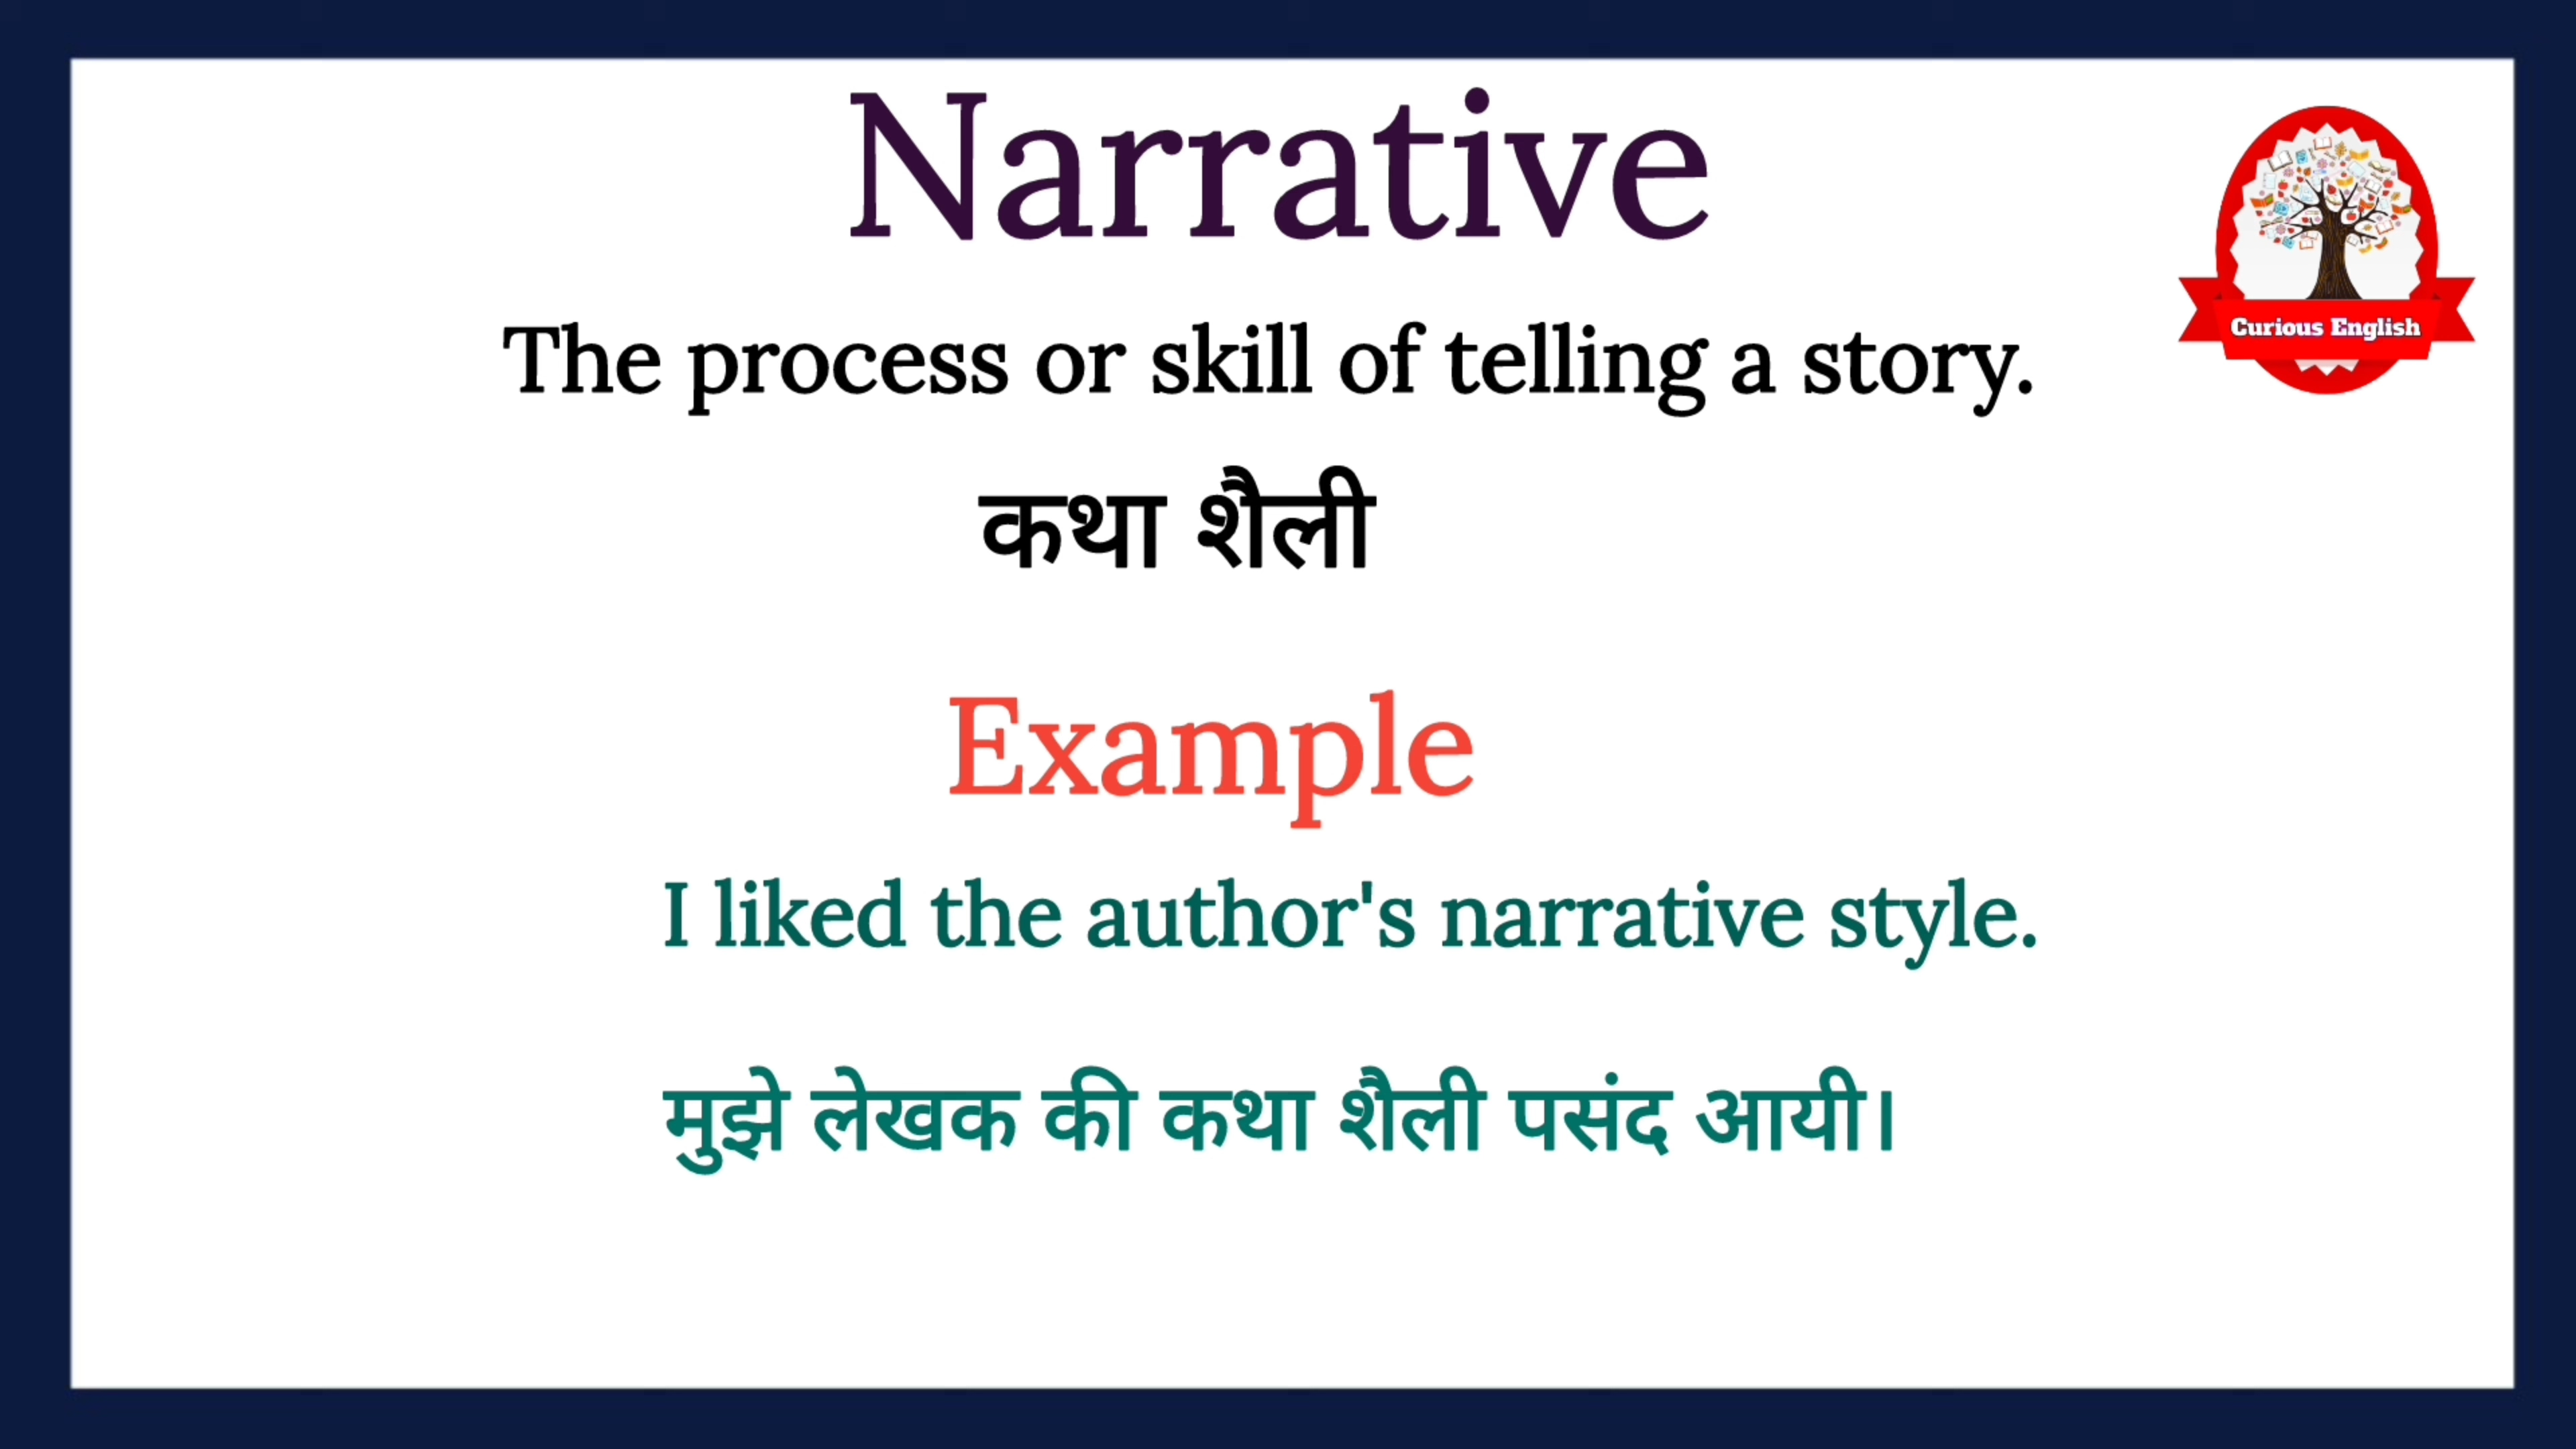 Narrative
Curious English
The process or skill of telling a story.
कथा शैली
Example
I liked the author's narrative style.
मुझे लेखक की कथा शैली पसंद आयी।